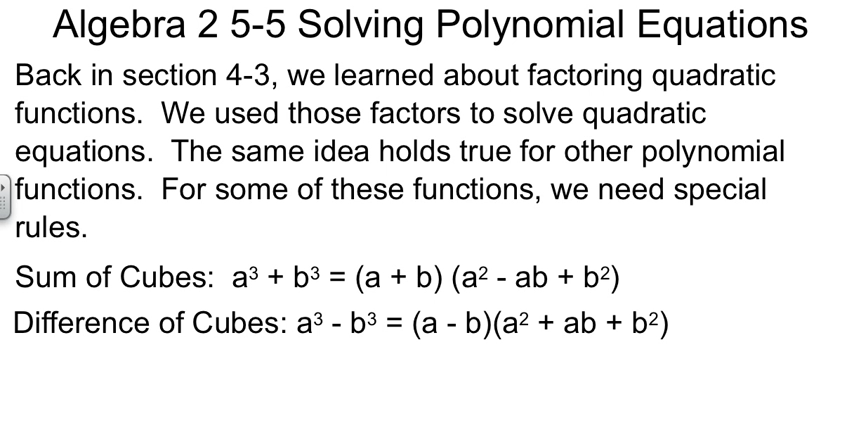 Algebra 2 5-5 Solving Polynomial Equations
Back in section 4-3, we learned about factoring quadratic
functions.  We used those factors to solve quadratic
equations.  The same idea holds true for other polynomial
functions.  For some of these functions, we need special
rules.
Sum of Cubes:  a³ + b³ = (a + b) (a² - ab + b²)
Difference of Cubes: a³ - b³ = (a - b)(a² + ab + b²)